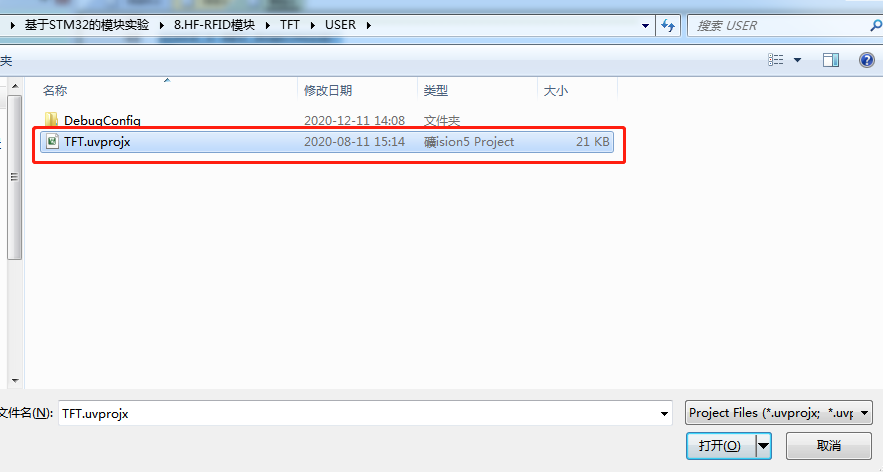 基于STM32的模块实验 8.HF-RFID模块 TFT USER 搜索 USER
夹
名称 修改日期 类型 大小
DebugConfig 2020-12-11 14:08 文件夹
TFT.uvprojx 2020-08-11 15:14 礦ision5 Project 21 KB
文件名(N): TFT.uvprojx Project Files (*.uvprojx; *.uvp
打开(O) 取消